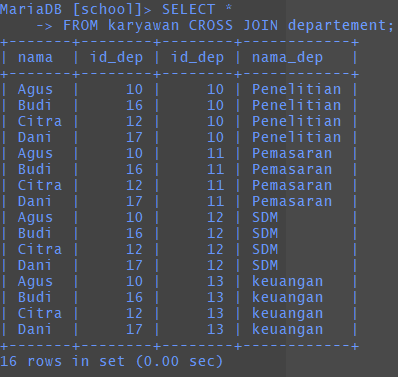 MariaDB [school]> SELECT *
    -> FROM karyawan CROSS JOIN departement;
+-------+--------+--------+------------+
| nama  | id_dep | id_dep | nama_dep   |
+-------+--------+--------+------------+
| Agus  |     10 |     10 | Penelitian |
| Budi  |     16 |     10 | Penelitian |
| Citra |     12 |     10 | Penelitian |
| Dani  |     17 |     10 | Penelitian |
| Agus  |     10 |     11 | Pemasaran  |
| Budi  |     16 |     11 | Pemasaran  |
| Citra |     12 |     11 | Pemasaran  |
| Dani  |     17 |     11 | Pemasaran  |
| Agus  |     10 |     12 | SDM        |
| Budi  |     16 |     12 | SDM        |
| Citra |     12 |     12 | SDM        |
| Dani  |     17 |     12 | SDM        |
| Agus  |     10 |     13 | keuangan   |
| Budi  |     16 |     13 | keuangan   |
| Citra |     12 |     13 | keuangan   |
| Dani  |     17 |     13 | keuangan   |
+-------+--------+--------+------------+
16 rows in set (0.00 sec)